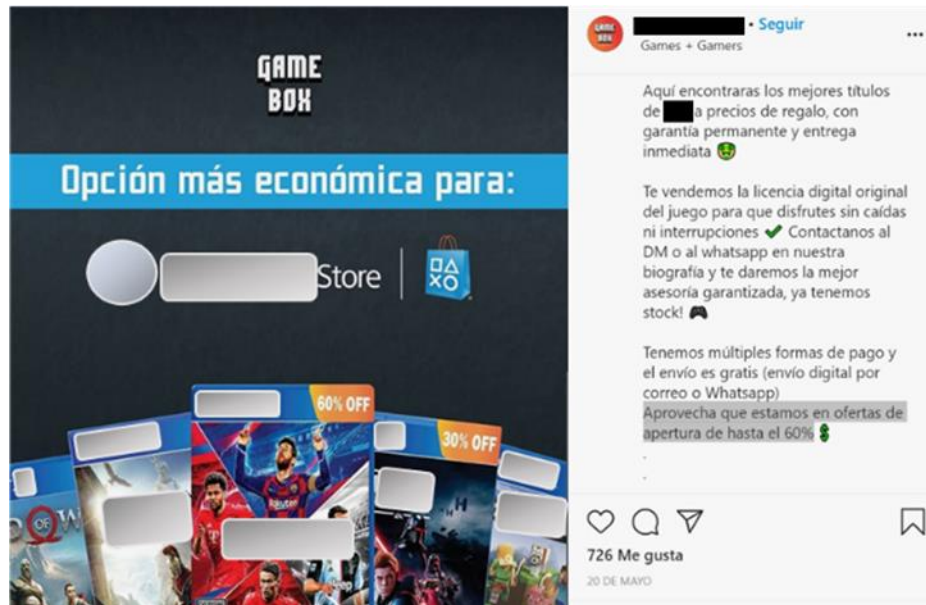 GAME
BOX
Opción más económica para:
Store
60% OFF
30% OFF
OF
Rakuten
GAME
BOX
• Seguir
Games + Gamers
...
Aquí encontraras los mejores títulos
de a precios de regalo, con
garantía permanente y entrega
inmediata 🤑
Te vendemos la licencia digital original
del juego para que disfrutes sin caídas
ni interrupciones ✔ Contactanos al
DM o al whatsapp en nuestra
biografía y te daremos la mejor
asesoría garantizada, ya tenemos
stock! 🎮
Tenemos múltiples formas de pago y
el envío es gratis (envío digital por
correo o Whatsapp)
Aprovecha que estamos en ofertas de
apertura de hasta el 60% 💲
.
.
726 Me gusta
20 DE MAYO